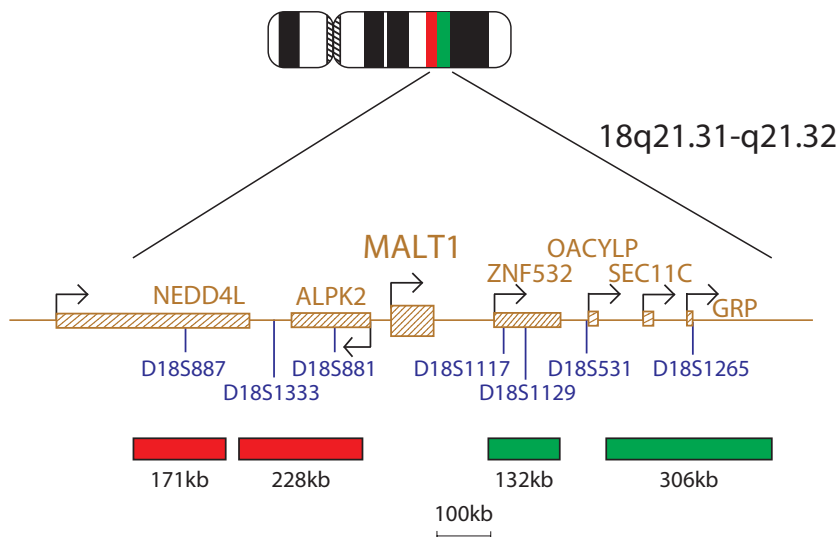 18q21.31-q21.32
MALT1
OACYLP
ZNF532
SEC11C
NEDD4L
ALPK2
GRP
D18S887
D18S881
D18S1117
D18S531
D18S1265
D18S1333
D18S1129
171kb
228kb
132kb
306kb
100kb